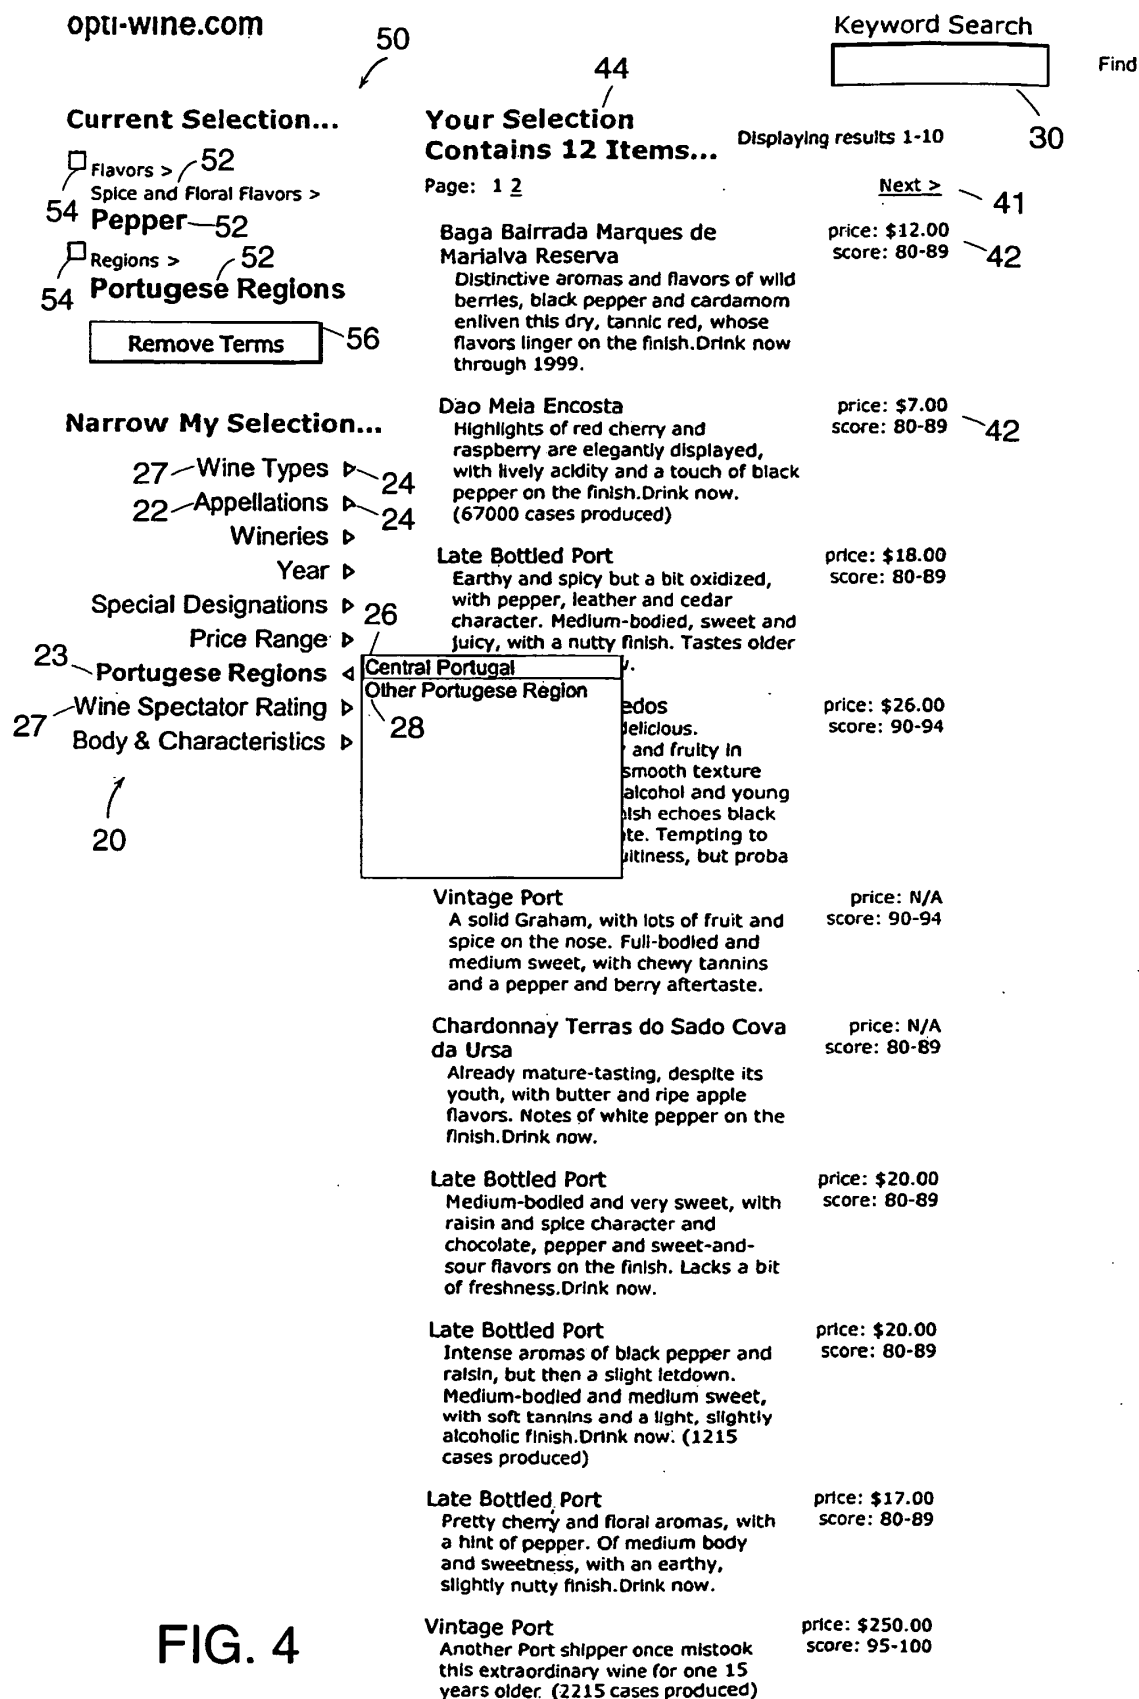 opti-wine.com
Keyword Search
Find
30
50
44
Current Selection...
Flavors >
52
Spice and Floral Flavors >
54
Pepper
52
Regions >
52
54
Portugese Regions
Remove Terms
56
Narrow My Selection...
27
Wine Types
24
22
Appellations
24
Wineries
Year
Special Designations
Price Range
26
23
Portugese Regions
27
Wine Spectator Rating
Body & Characteristics
20
Central Portugal
Other Portugese Region
28
Your Selection
Contains 12 Items...
Displaying results 1-10
Page: 1 2
Next >
41
Baga Bairrada Marques de
Marialva Reserva
price: $12.00
score: 80-89
42
Distinctive aromas and flavors of wild
berries, black pepper and cardamom
enliven this dry, tannic red, whose
flavors linger on the finish.Drink now
through 1999.
Dao Meia Encosta
price: $7.00
score: 80-89
42
Highlights of red cherry and
raspberry are elegantly displayed,
with lively acidity and a touch of black
pepper on the finish.Drink now.
(67000 cases produced)
Late Bottled Port
price: $18.00
score: 80-89
Earthy and spicy but a bit oxidized,
with pepper, leather and cedar
character. Medium-bodied, sweet and
juicy, with a nutty finish. Tastes older
edos
price: $26.00
score: 90-94
elicious.
and fruity in
smooth texture
alcohol and young
ish echoes black
te. Tempting to
uitiness, but proba
Vintage Port
price: N/A
score: 90-94
A solid Graham, with lots of fruit and
spice on the nose. Full-bodied and
medium sweet, with chewy tannins
and a pepper and berry aftertaste.
Chardonnay Terras do Sado Cova
da Ursa
price: N/A
score: 80-89
Already mature-tasting, despite its
youth, with butter and ripe apple
flavors. Notes of white pepper on the
finish.Drink now.
Late Bottled Port
price: $20.00
score: 80-89
Medium-bodied and very sweet, with
raisin and spice character and
chocolate, pepper and sweet-and-
sour flavors on the finish. Lacks a bit
of freshness.Drink now.
Late Bottled Port
price: $20.00
score: 80-89
Intense aromas of black pepper and
raisin, but then a slight letdown.
Medium-bodied and medium sweet,
with soft tannins and a light, slightly
alcoholic finish.Drink now. (1215
cases produced)
Late Bottled Port
price: $17.00
score: 80-89
Pretty cherry and floral aromas, with
a hint of pepper. Of medium body
and sweetness, with an earthy,
slightly nutty finish.Drink now.
Vintage Port
price: $250.00
score: 95-100
Another Port shipper once mistook
this extraordinary wine for one 15
years older. (2215 cases produced)
FIG. 4